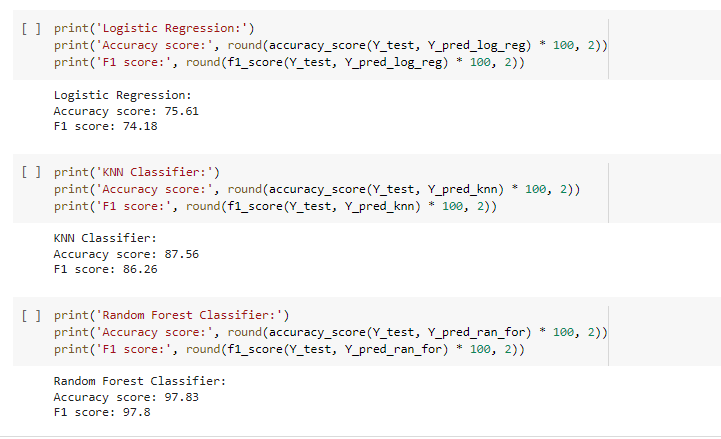 [ ] print('Logistic Regression:')
print('Accuracy score:', round(accuracy_score(Y_test, Y_pred_log_reg) * 100, 2))
print('F1 score:', round(f1_score(Y_test, Y_pred_log_reg) * 100, 2))
Logistic Regression:
Accuracy score: 75.61
F1 score: 74.18
[ ] print('KNN Classifier:')
print('Accuracy score:', round(accuracy_score(Y_test, Y_pred_knn) * 100, 2))
print('F1 score:', round(f1_score(Y_test, Y_pred_knn) * 100, 2))
KNN Classifier:
Accuracy score: 87.56
F1 score: 86.26
[ ] print('Random Forest Classifier:')
print('Accuracy score:', round(accuracy_score(Y_test, Y_pred_ran_for) * 100, 2))
print('F1 score:', round(f1_score(Y_test, Y_pred_ran_for) * 100, 2))
Random Forest Classifier:
Accuracy score: 97.83
F1 score: 97.8